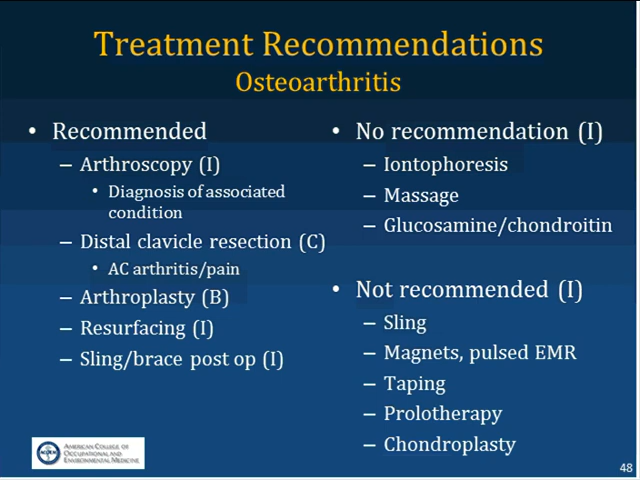 Treatment Recommendations
Osteoarthritis
• Recommended
– Arthroscopy (I)
• Diagnosis of associated
condition
– Distal clavicle resection (C)
• AC arthritis/pain
– Arthroplasty (B)
– Resurfacing (I)
– Sling/brace post op (I)
• No recommendation (I)
– Iontophoresis
– Massage
– Glucosamine/chondroitin
• Not recommended (I)
– Sling
– Magnets, pulsed EMR
– Taping
– Prolotherapy
– Chondroplasty
AMERICAN COLLEGE OF
OCCUPATIONAL AND
ENVIRONMENTAL MEDICINE
48